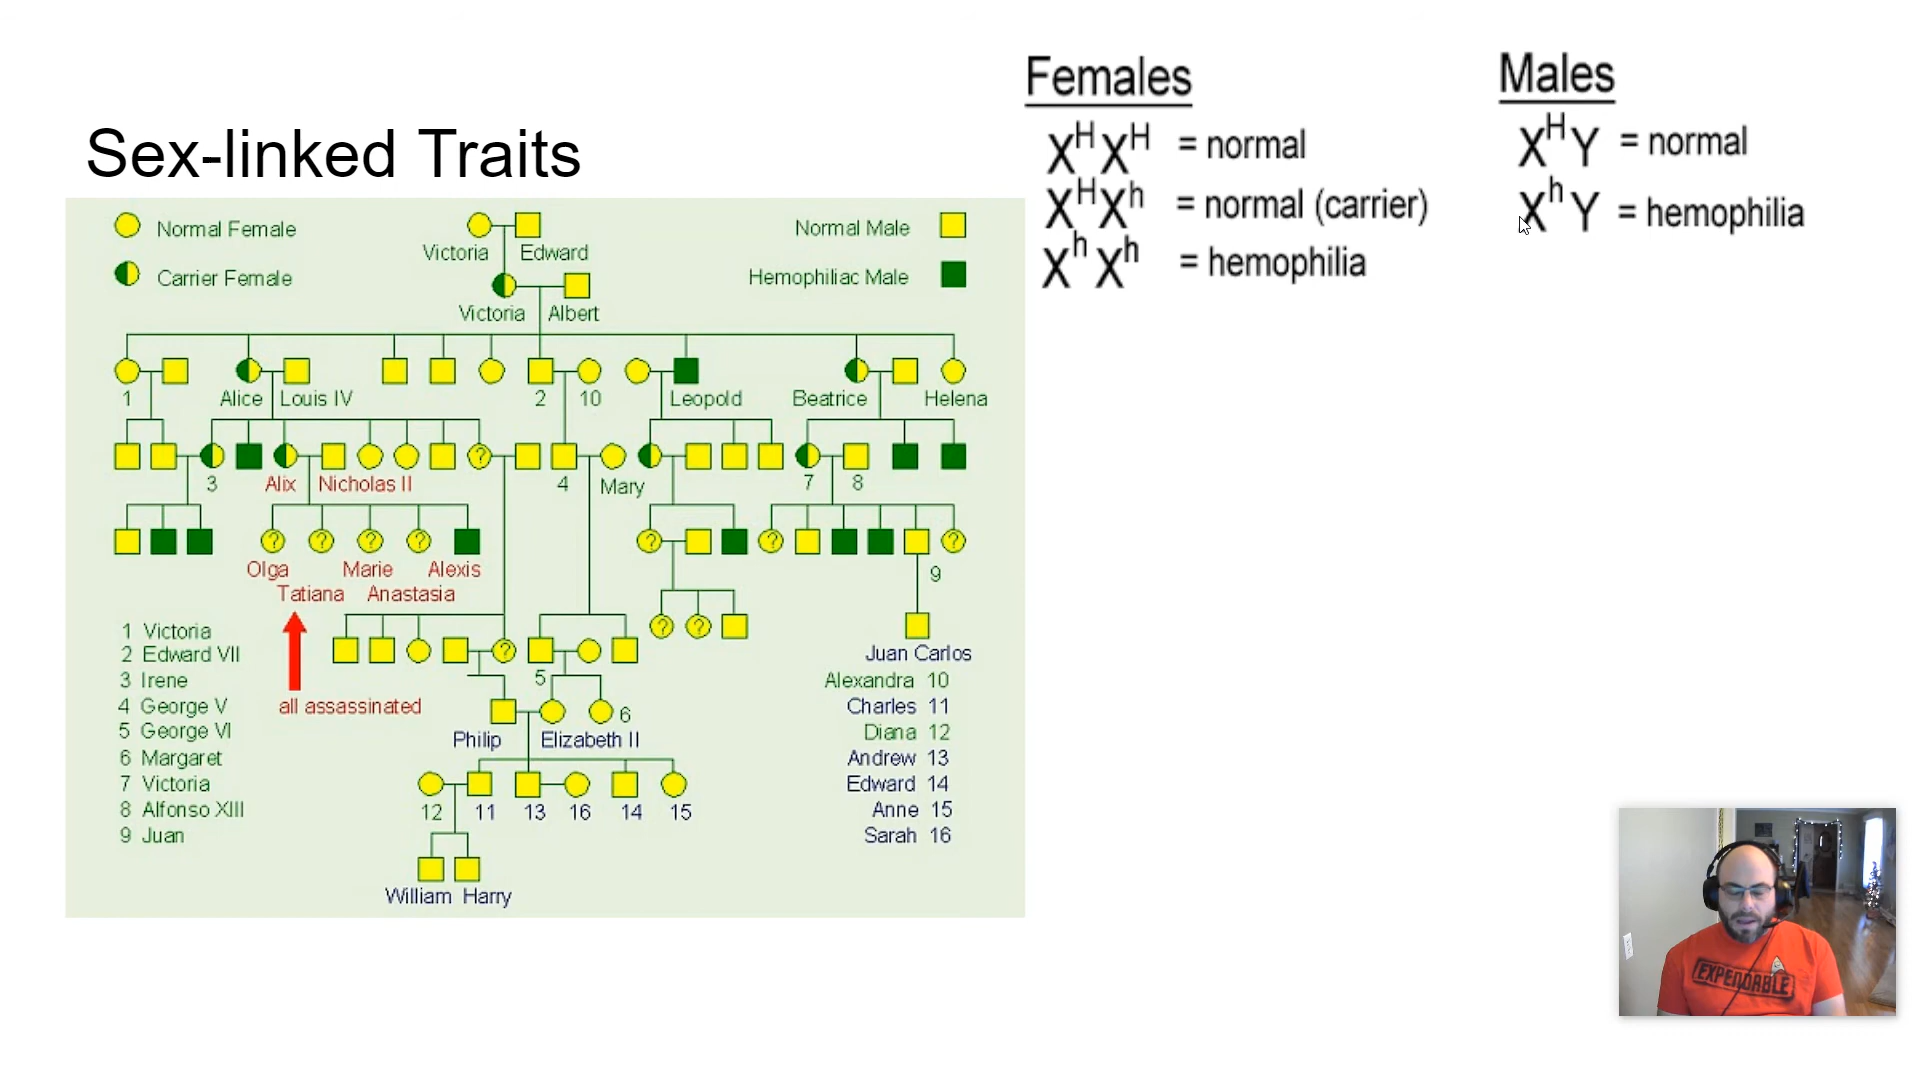 Sex-linked Traits
Females
XᴴXᴴ = normal
XᴴXʰ = normal (carrier)
XʰXʰ = hemophilia
Males
XᴴY = normal
XʰY = hemophilia
Normal Female
Carrier Female
Normal Male
Hemophiliac Male
Victoria Edward
Victoria Albert
1 Alice Louis IV 2 10 Leopold Beatrice Helena
? 
3 Alix Nicholas II 4 Mary 7 8
? ? ? ? ? ? ?
Olga Marie Alexis 9
Tatiana Anastasia
? ?
?
Juan Carlos
5
all assassinated
6
Philip Elizabeth II
12 11 13 16 14 15
William Harry
1 Victoria
2 Edward VII
3 Irene
4 George V
5 George VI
6 Margaret
7 Victoria
8 Alfonso XIII
9 Juan
Alexandra 10
Charles 11
Diana 12
Andrew 13
Edward 14
Anne 15
Sarah 16
EXPENDABLE